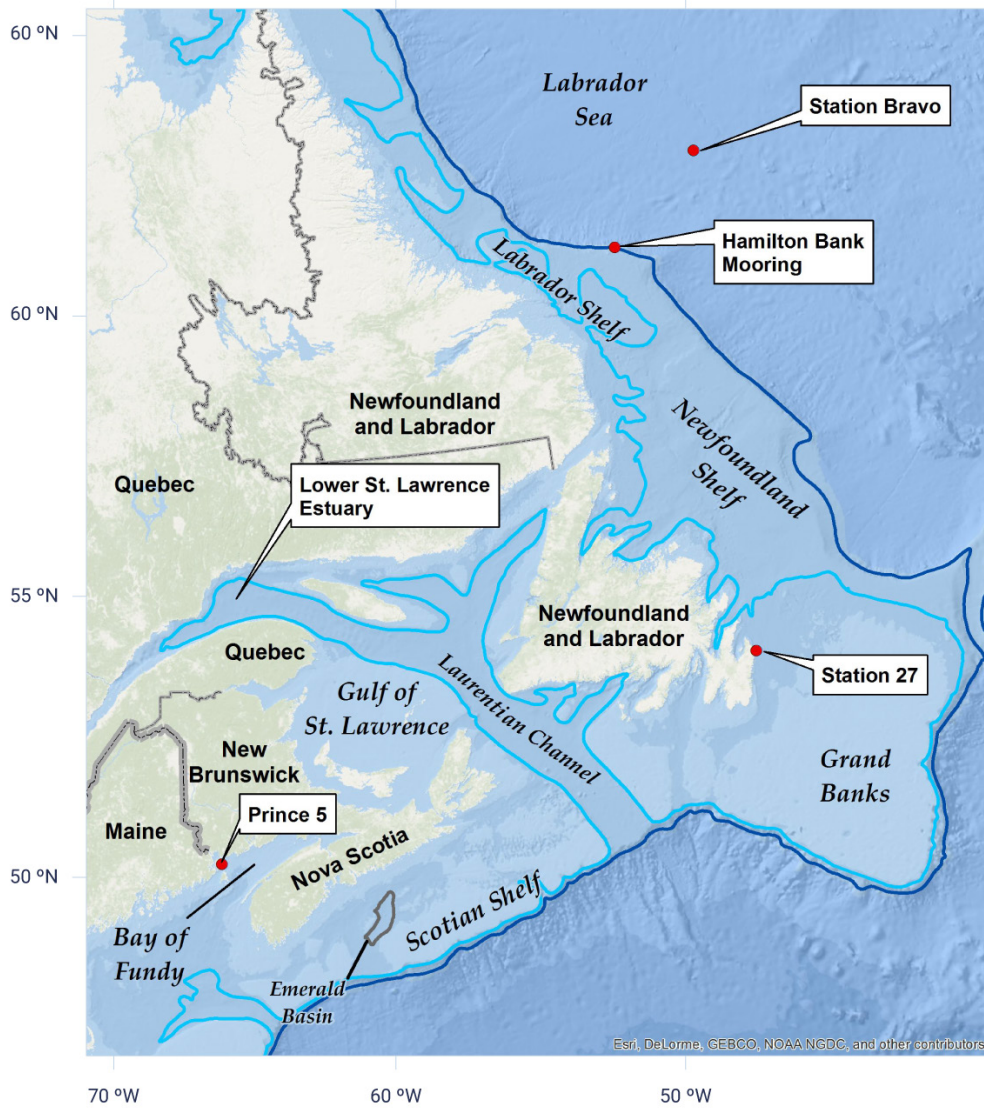 60 ºN
Labrador
Sea
Station Bravo
Hamilton Bank
Mooring
Labrador Shelf
60 ºN
Newfoundland
and Labrador
Newfoundland
Shelf
Quebec
Lower St. Lawrence
Estuary
55 ºN
Newfoundland
and Labrador
Quebec
Station 27
Laurentian Channel
Gulf of
St. Lawrence
New
Brunswick
Grand
Banks
Prince 5
Maine
Nova Scotia
50 ºN
Scotian Shelf
Bay of
Fundy
Emerald
Basin
Esri, DeLorme, GEBCO, NOAA NGDC, and other contributors
70 ºW
60 ºW
50 ºW